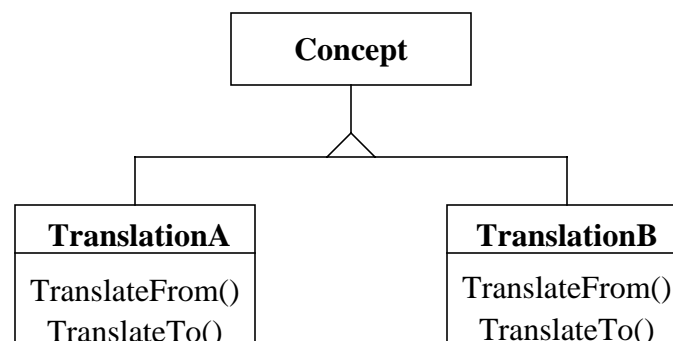 Concept
TranslationA
TranslateFrom()
TranslateTo()
TranslationB
TranslateFrom()
TranslateTo()